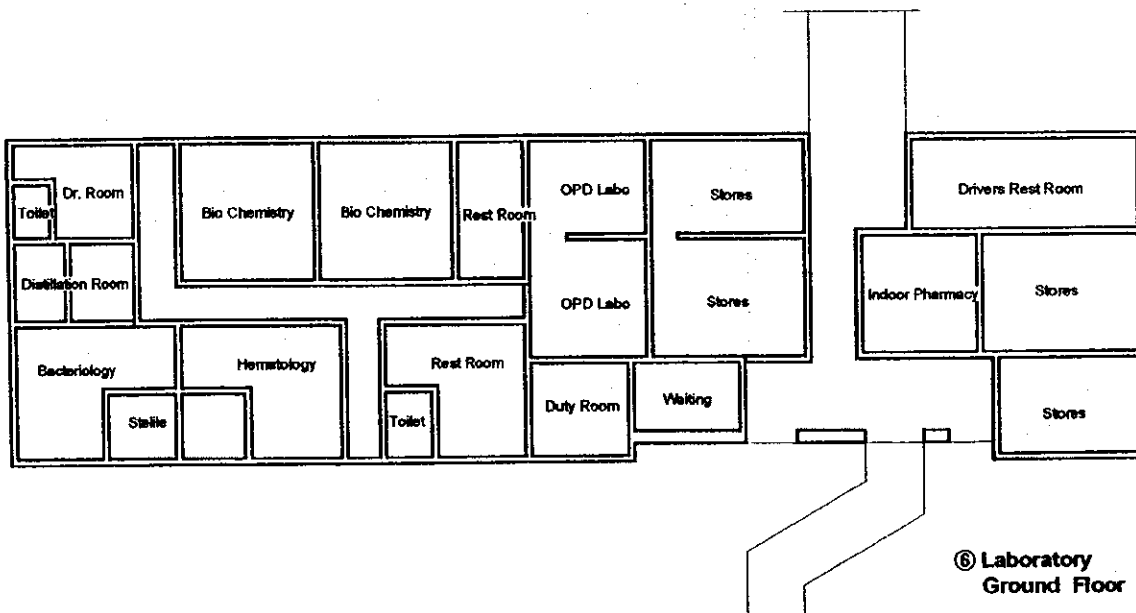 Dr. Room
Toilet
Bio Chemistry
Bio Chemistry
Rest Room
OPD Labo
Stores
Drivers Rest Room
Distillation Room
OPD Labo
Stores
Indoor Pharmacy
Stores
Bacteriology
Hematology
Rest Room
Stelite
Toilet
Duty Room
Waiting
Stores
⑥ Laboratory
Ground Floor